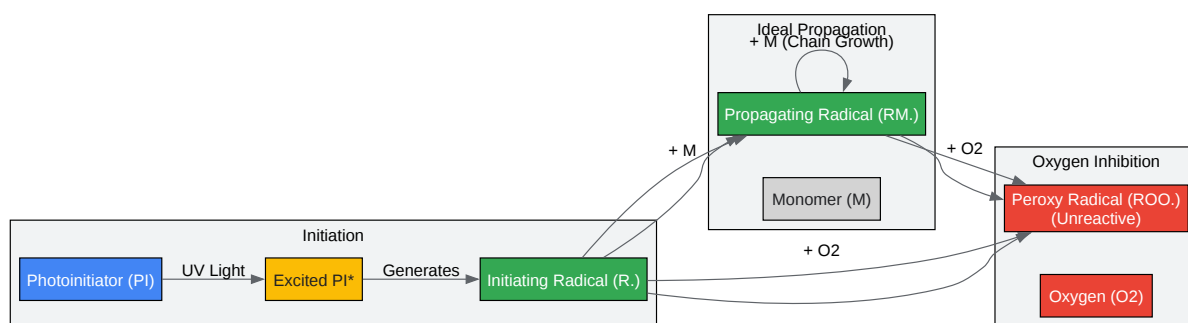 Ideal Propagation
+ M (Chain Growth)
Propagating Radical (RM.)
+ M
+ O2
Oxygen Inhibition
Monomer (M)
Peroxy Radical (ROO.)
(Unreactive)
Initiation
+ O2
Photoinitiator (PI)
UV Light
Excited PI*
Generates
Initiating Radical (R.)
Oxygen (O2)